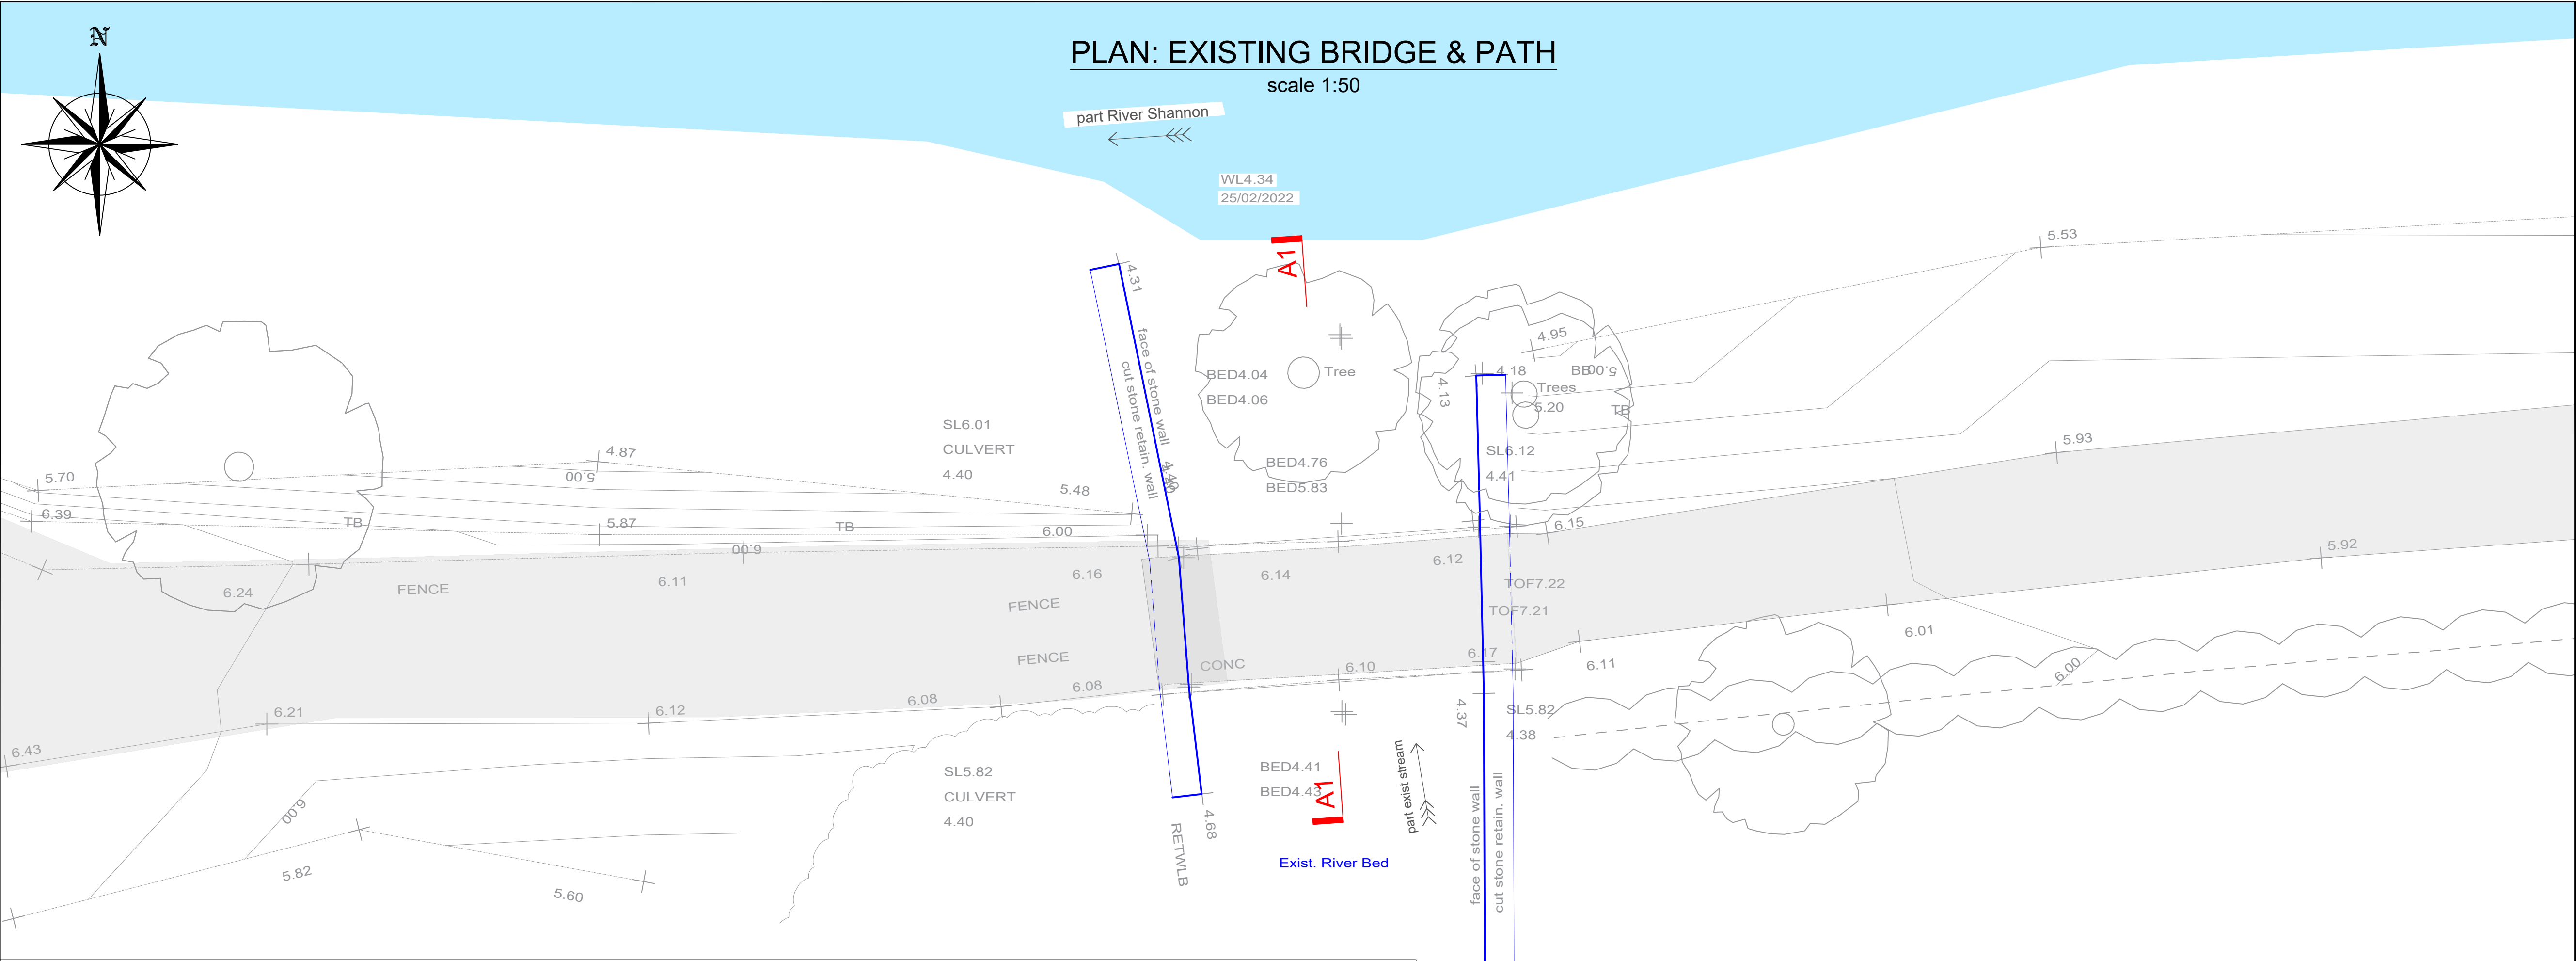 N
PLAN: EXISTING BRIDGE & PATH
scale 1:50
part River Shannon
WL4.34
25/02/2022
A1
5.53
4.31
face of stone wall
cut stone retain. wall
4.40
BED4.04
BED4.06
Tree
BED4.76
BED5.83
4.95
4.18
BB
5.00
Trees
5.20
TB
4.13
SL6.12
4.41
SL6.01
CULVERT
4.40
5.93
4.87
5.00
5.70
6.39
TB
5.87
TB
5.48
6.00
6.00
6.15
6.12
6.14
6.16
6.11
6.24
FENCE
FENCE
FENCE
TOF7.22
TOF7.21
5.92
6.01
6.11
6.17
6.10
CONC
6.08
6.08
6.12
6.21
6.43
6.00
4.37
SL5.82
4.38
SL5.82
CULVERT
4.40
BED4.41
BED4.43
A1
part exist stream
4.68
RETWLB
Exist. River Bed
face of stone wall
cut stone retain. wall
6.00
5.82
5.60